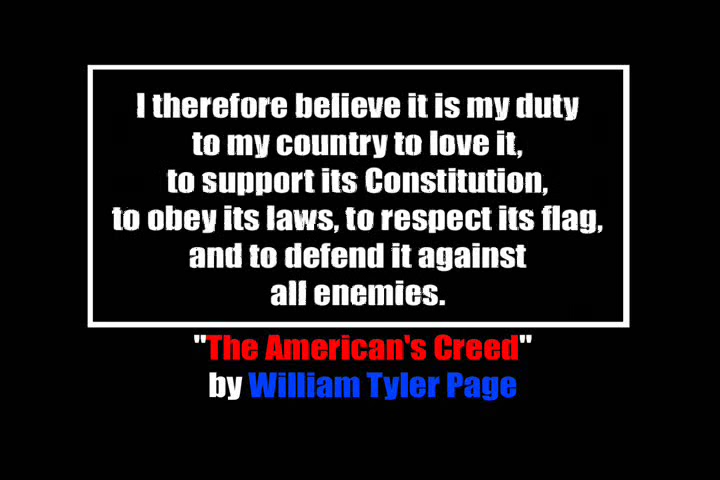 I therefore believe it is my duty
to my country to love it,
to support its Constitution,
to obey its laws, to respect its flag,
and to defend it against
all enemies.
"The American's Creed"
by William Tyler Page